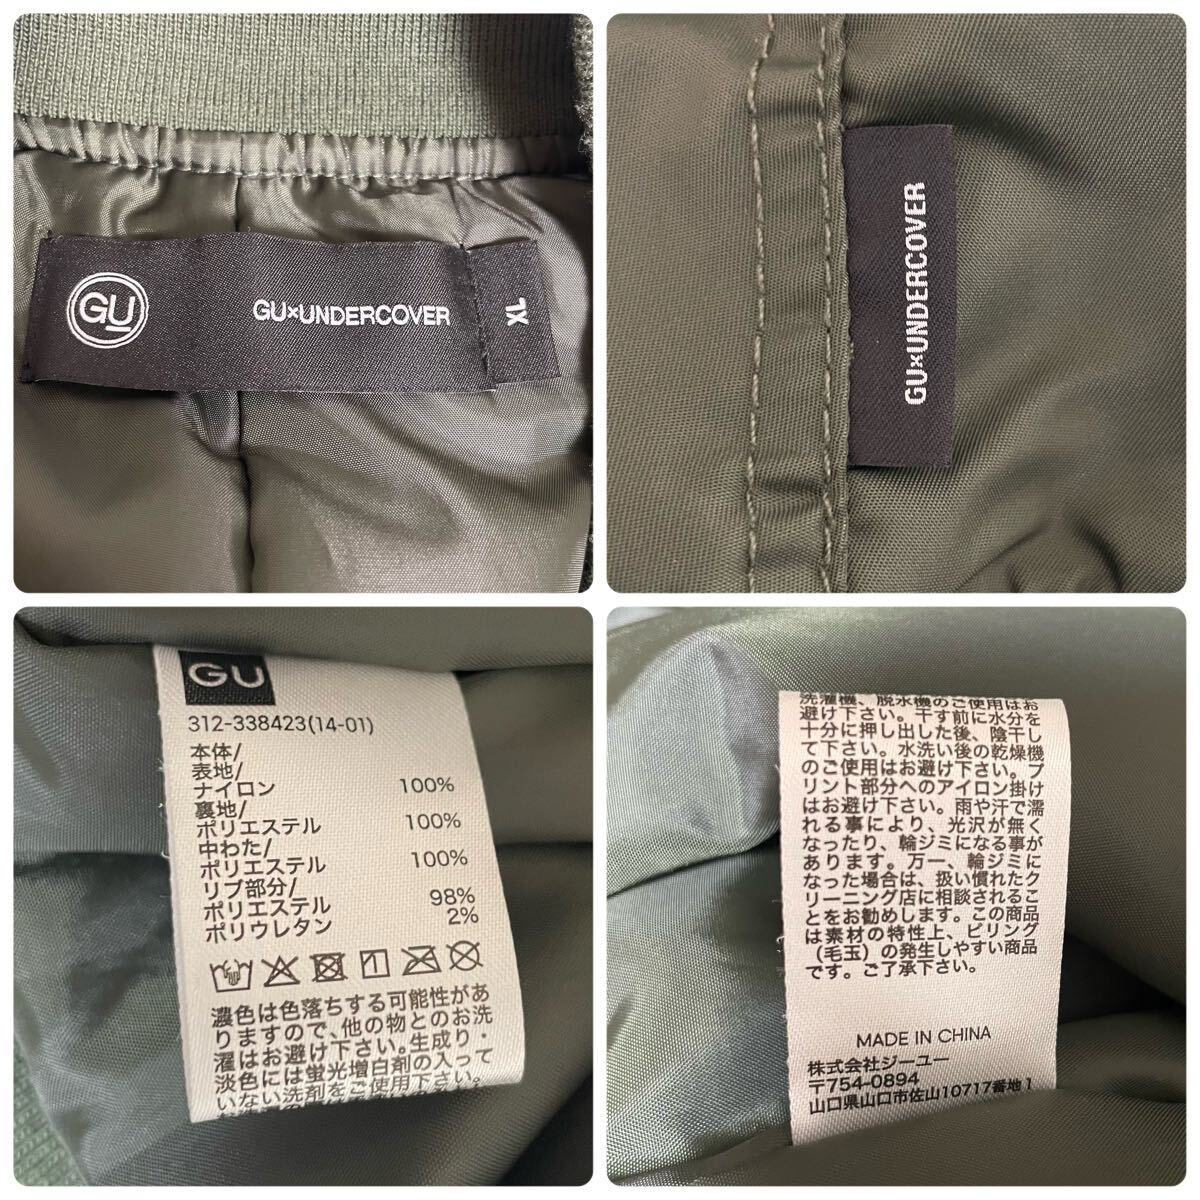 GU
GU×UNDERCOVER
XL
GU×UNDERCOVER
GU
312-338423(14-01)
本体/
表地/
ナイロン 100%
裏地/
ポリエステル 100%
中わた/
ポリエステル 100%
リブ部分/
ポリエステル 98%
ポリウレタン 2%
濃色は色落ちする可能性があ
りますので、他の物とのお洗
濯はお避け下さい。生成り・
淡色には蛍光増白剤の入って
いない洗剤をご使用下さい。
洗濯機、脱水機のご使用はお
避け下さい。干す前に水分を
十分に押し出した後、陰干し
て下さい。水洗い後の乾燥機
のご使用はお避け下さい。プ
リント部分へのアイロン掛け
はお避け下さい。雨や汗で濡
れる事により、光沢が無く
なったり、輪ジミになる事が
あります。万一、輪ジミに
なった場合は、扱い慣れたク
リーニング店に相談されるこ
とをお勧めします。この商品
は素材の特性上、ピリング
(毛玉)の発生しやすい商品
です。ご了承下さい。
MADE IN CHINA
株式会社ジーユー
〒754-0894
山口県山口市佐山10717番地1